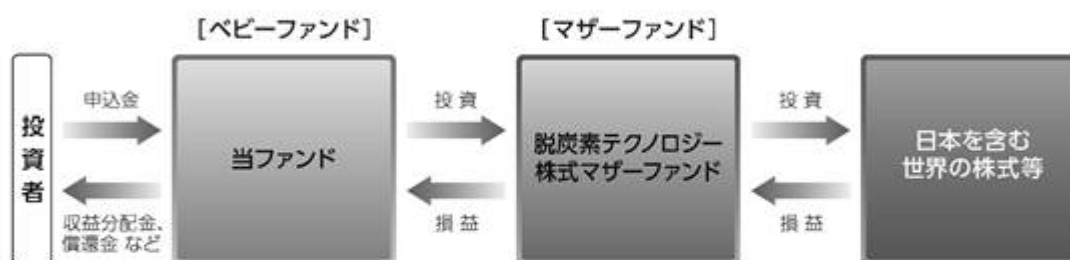 [ベビーファンド]
[マザーファンド]
投資者
申込金
収益分配金、
償還金 など
当ファンド
投 資
損 益
脱炭素テクノロジー
株式マザーファンド
投 資
損 益
日本を含む
世界の株式等